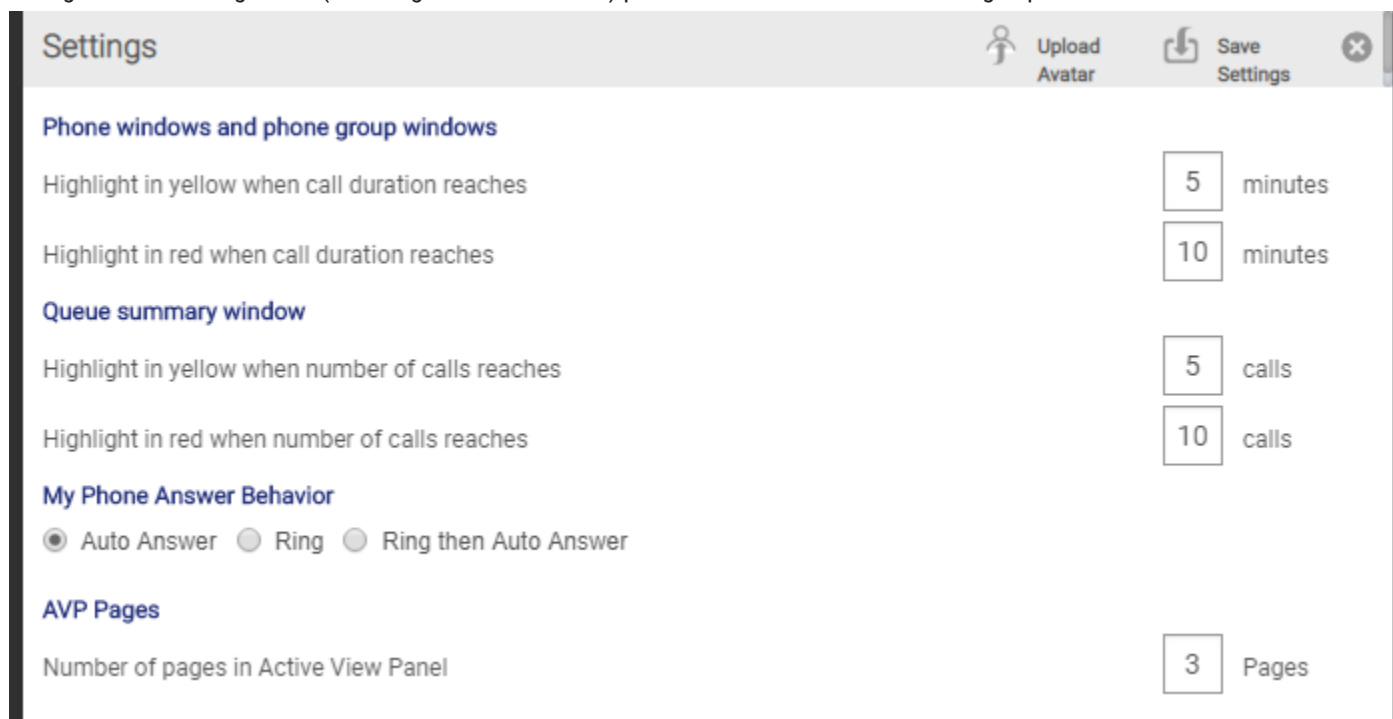 Settings
Upload Avatar
Save Settings
Phone windows and phone group windows
Highlight in yellow when call duration reaches 5 minutes
Highlight in red when call duration reaches 10 minutes
Queue summary window
Highlight in yellow when number of calls reaches 5 calls
Highlight in red when number of calls reaches 10 calls
My Phone Answer Behavior
Auto Answer Ring Ring then Auto Answer
AVP Pages
Number of pages in Active View Panel 3 Pages